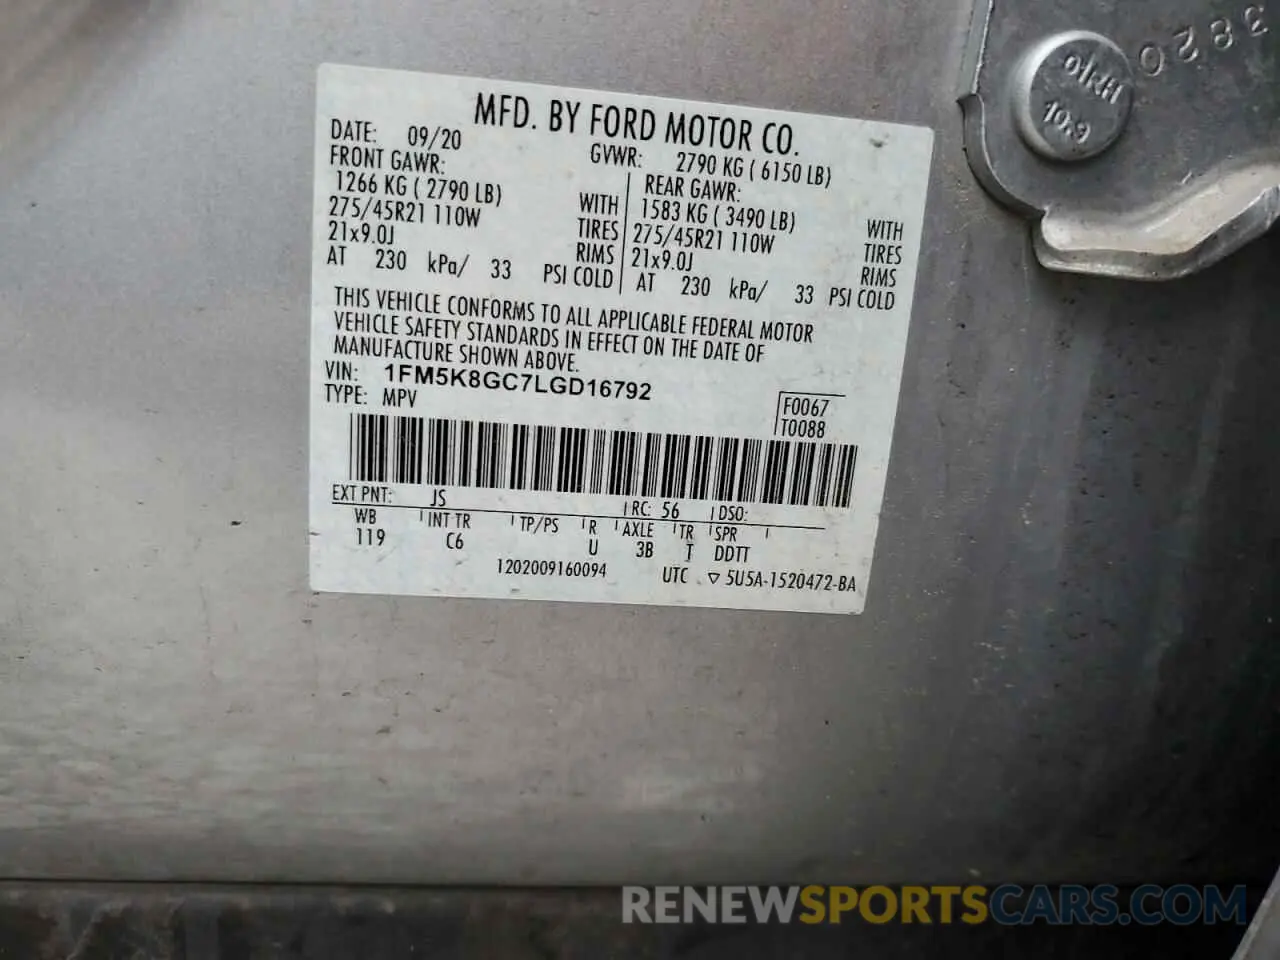 MFD. BY FORD MOTOR CO.
DATE: 09/20 GVWR: 2790 KG ( 6150 LB)
FRONT GAWR: REAR GAWR:
1266 KG ( 2790 LB) WITH 1583 KG ( 3490 LB) WITH
275/45R21 110W TIRES 275/45R21 110W TIRES
21x9.0J RIMS 21x9.0J RIMS
AT 230 kPa/ 33 PSI COLD AT 230 kPa/ 33 PSI COLD
THIS VEHICLE CONFORMS TO ALL APPLICABLE FEDERAL MOTOR
VEHICLE SAFETY STANDARDS IN EFFECT ON THE DATE OF
MANUFACTURE SHOWN ABOVE.
VIN: 1FM5K8GC7LGD16792
TYPE: MPV
F0067
T0088
EXT PNT: JS RC: 56 DSO:
WB INT TR TP/PS R AXLE TR SPR
119 C6 U 3B T DDTT
1202009160094 UTC ▽ 5U5A-1520472-BA
10.9
3820
RENEWSPORTSCARS.COM